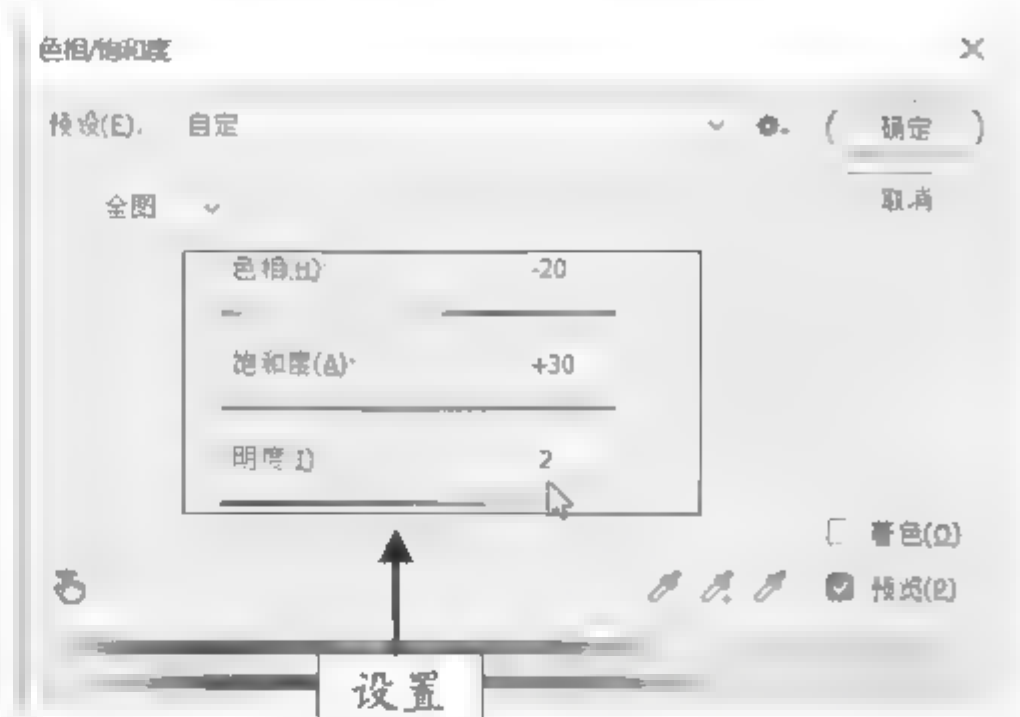 色相/饱和度
预设(E): 自定
确定
取消
全图
色相(H): -20
饱和度(A): +30
明度(I) 2
着色(O)
预览(P)
设置